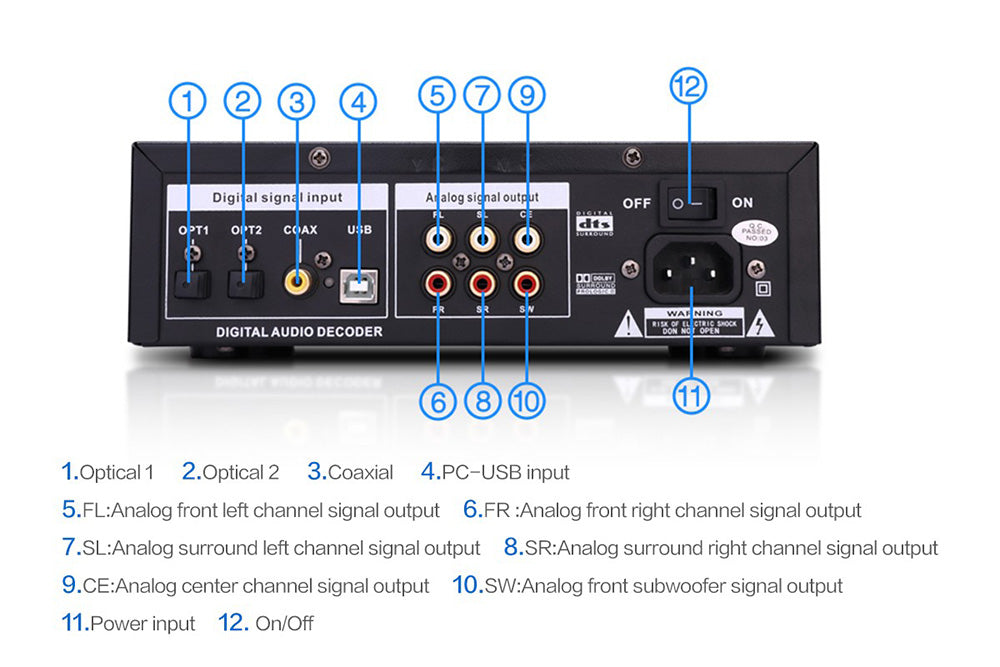 1 2 3 4 5 7 9 12
Digital signal input
OPT1 OPT2 COAX USB
DIGITAL AUDIO DECODER
Analog signal output
FL SL CE
FR SR SW
DIGITAL
dts
SURROUND
DOLBY
SURROUND
PROLOGIC II
OFF ON
Q.C
PASSED
NO:03
WARNING
RISK OF ELECTRIC SHOCK
DON NOT OPEN
6 8 10 11
1.Optical 1 2.Optical 2 3.Coaxial 4.PC-USB input
5.FL:Analog front left channel signal output 6.FR :Analog front right channel signal output
7.SL:Analog surround left channel signal output 8.SR:Analog surround right channel signal output
9.CE:Analog center channel signal output 10.SW:Analog front subwoofer signal output
11.Power input 12. On/Off